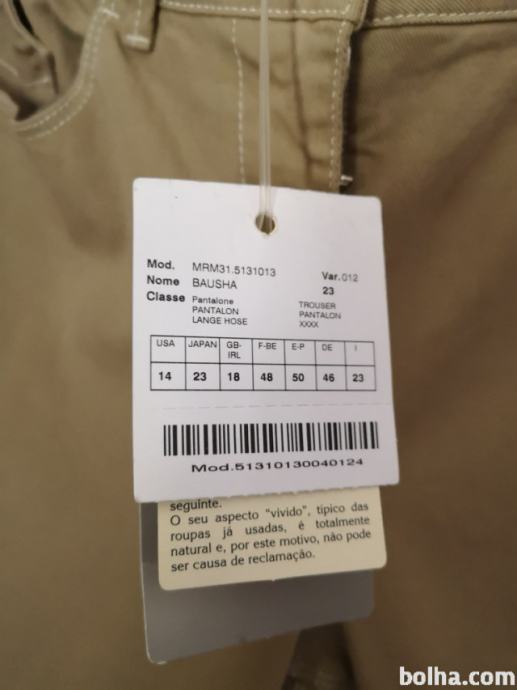 Mod. MRM31.5131013 Var.012
Nome BAUSHA 23
Classe Pantalone TROUSER
PANTALON PANTALON
LANGE HOSE XXXX
USA JAPAN GB-IRL F-BE E-P DE I
14 23 18 48 50 46 23
Mod.51310130040124
seguinte.
O seu aspecto "vivido", típico das
roupas já usadas, é totalmente
natural e, por este motivo, não pode
ser causa de reclamação.
bolha.com